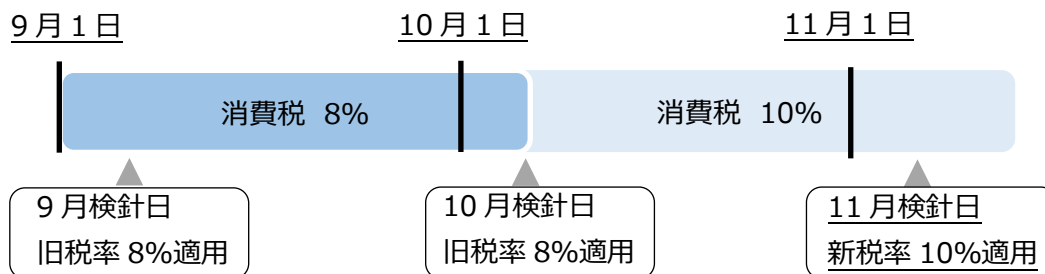 9月1日
10月1日
11月1日
消費税 8%
消費税 10%
9月検針日
旧税率8%適用
10月検針日
旧税率8%適用
11月検針日
新税率10%適用